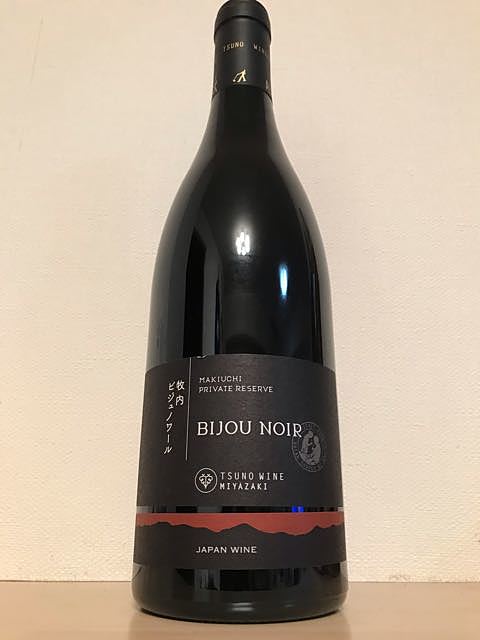 TSUNO WINE
牧内
ビジュノワール
MAKIUCHI
PRIVATE RESERVE
BIJOU NOIR
TSUNO WINE
MIYAZAKI
JAPAN WINE